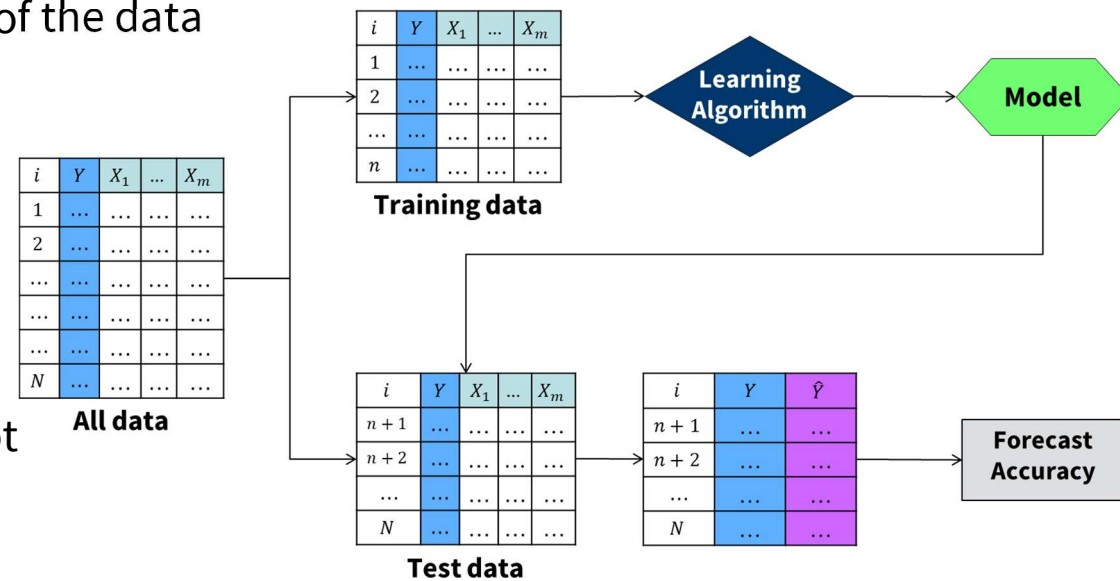 of the data
i Y X₁ ... Xₘ
1 ... ... ... ...
2 ... ... ... ...
... ... ... ... ...
n ... ... ... ...
Training data
Learning
Algorithm
Model
i Y X₁ ... Xₘ
1 ... ... ... ...
2 ... ... ... ...
... ... ... ... ...
... ... ... ... ...
... ... ... ... ...
N ... ... ... ...
All data
i Y X₁ ... Xₘ
n + 1 ... ... ... ...
n + 2 ... ... ... ...
... ... ... ... ...
N ... ... ... ...
Test data
i Y Ŷ
n + 1 ... ...
n + 2 ... ...
... ... ...
N ... ...
Forecast
Accuracy